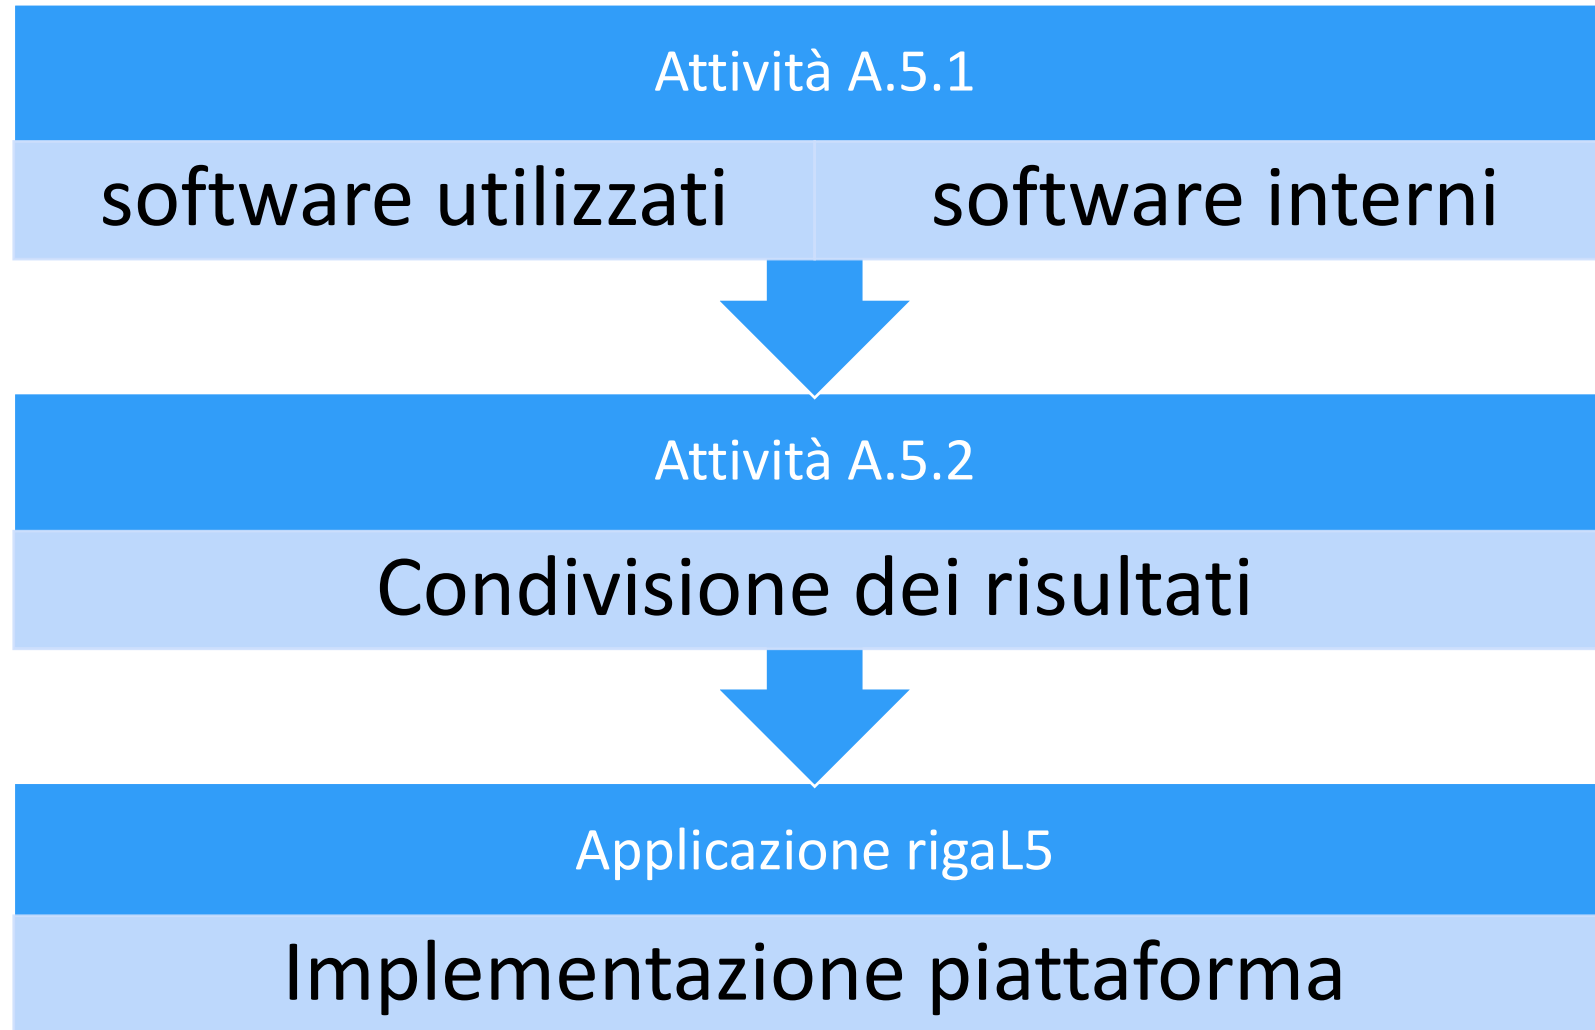 Attività A.5.1
software utilizzati
software interni
Attività A.5.2
Condivisione dei risultati
Applicazione rigaL5
Implementazione piattaforma